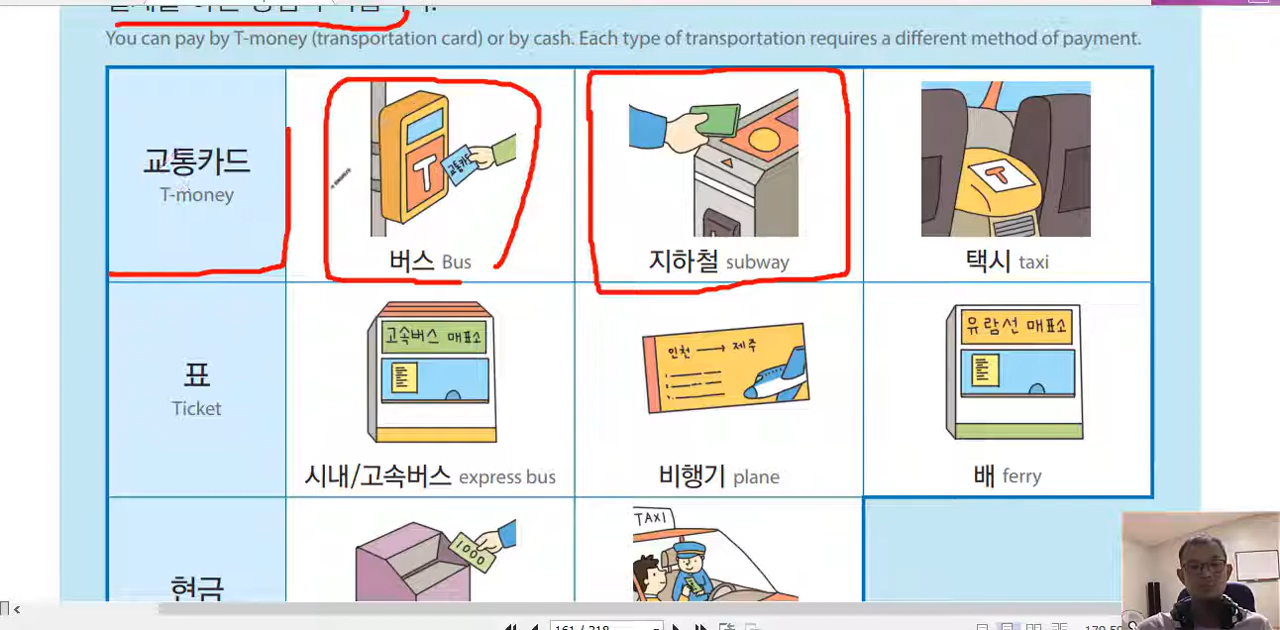 You can pay by T-money (transportation card) or by cash. Each type of transportation requires a different method of payment.
교통카드
T-money
T
교통카드
버스 Bus
지하철 subway
T
택시 taxi
표
Ticket
고속버스 매표소
시내/고속버스 express bus
인천 → 제주
비행기 plane
유람선 매표소
배 ferry
현금
1000
TAXI
161 / 218